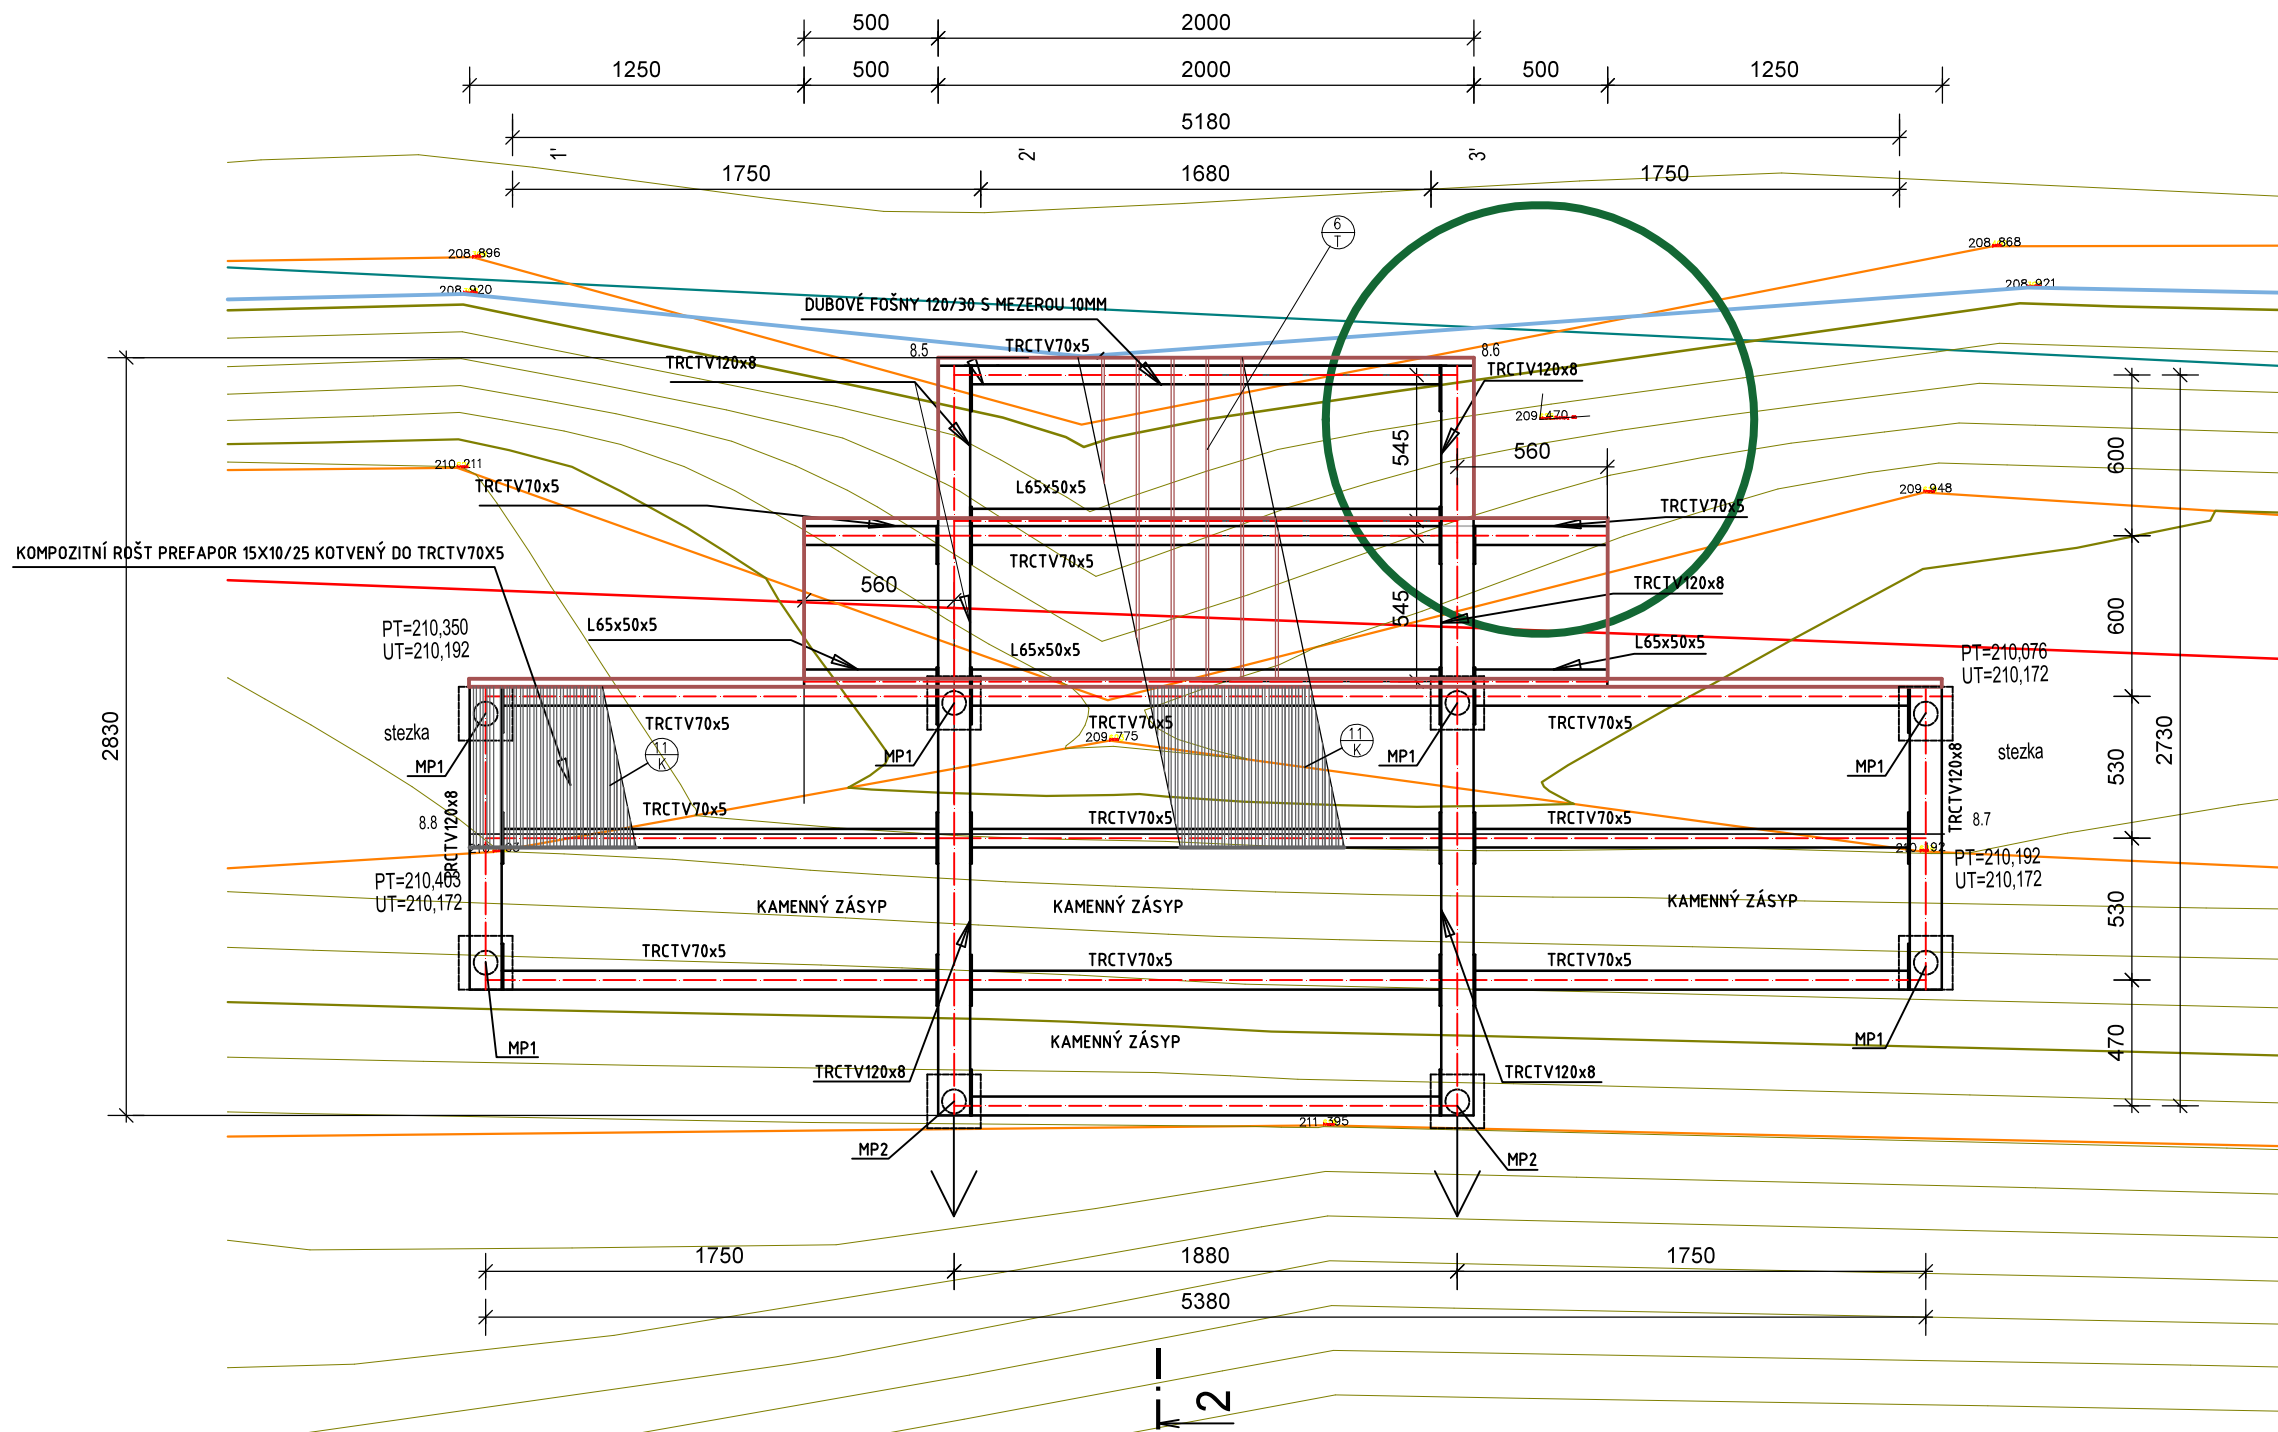 500
2000
1250
500
2000
500
1250
5180
1'
2'
3'
1750
1680
1750
6
T
208.896
208.868
208.920
208.921
DUBOVÉ FOŠNY 120/30 S MEZEROU 10MM
8.5
TRCTV70x5
8.6
TRCTV120x8
TRCTV120x8
209.470
545
560
600
210.211
TRCTV70x5
L65x50x5
209.948
TRCTV70x5
KOMPOZITNÍ ROŠT PREFAPOR 15X10/25 KOTVENÝ DO TRCTV70X5
TRCTV70x5
560
TRCTV120x8
545
600
PT=210,350
UT=210,192
L65x50x5
L65x50x5
L65x50x5
PT=210,076
UT=210,172
2830
stezka
TRCTV70x5
TRCTV70x5
TRCTV70x5
209.775
11
K
11
K
MP1
MP1
MP1
MP1
stezka
530
2730
TRCTV120x8
TRCTV120x8
8.8
TRCTV70x5
TRCTV70x5
TRCTV70x5
8.7
210.192
PT=210,403
UT=210,172
PT=210,192
UT=210,172
KAMENNÝ ZÁSYP
KAMENNÝ ZÁSYP
KAMENNÝ ZÁSYP
530
TRCTV70x5
TRCTV70x5
TRCTV70x5
MP1
KAMENNÝ ZÁSYP
MP1
470
TRCTV120x8
TRCTV120x8
211.395
MP2
MP2
1750
1880
1750
5380
2